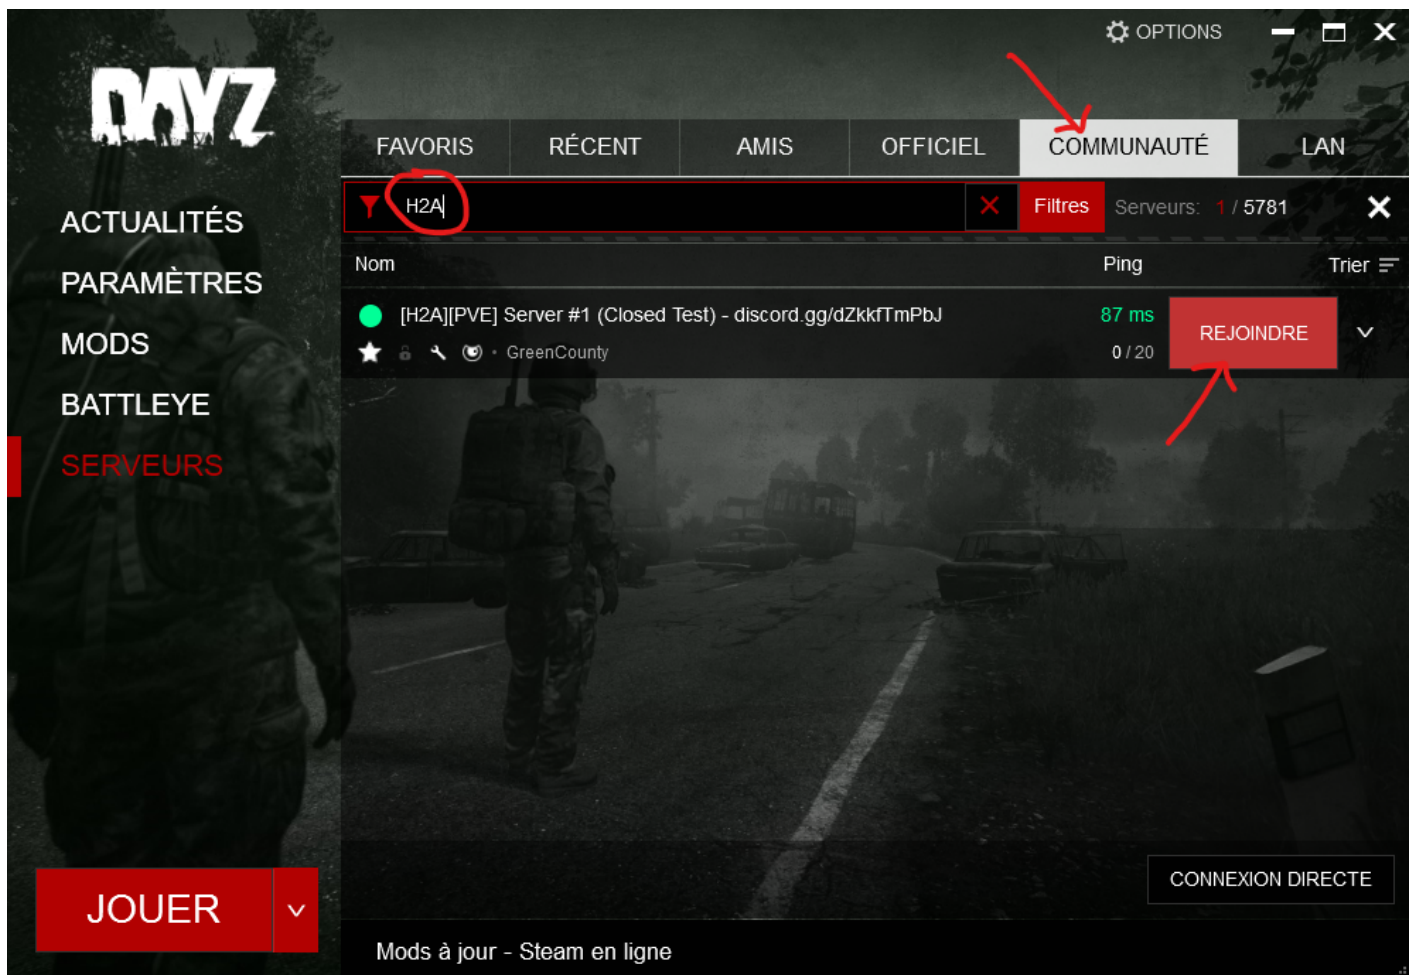 OPTIONS
DAYZ
FAVORIS RÉCENT AMIS OFFICIEL COMMUNAUTÉ LAN
H2A Filtres Serveurs: 1 / 5781
Nom Ping Trier
[H2A][PVE] Server #1 (Closed Test) - discord.gg/dZkkfTmPbJ 87 ms
GreenCounty 0 / 20
REJOINDRE
ACTUALITÉS
PARAMÈTRES
MODS
BATTLEYE
SERVEURS
CONNEXION DIRECTE
JOUER
Mods à jour - Steam en ligne